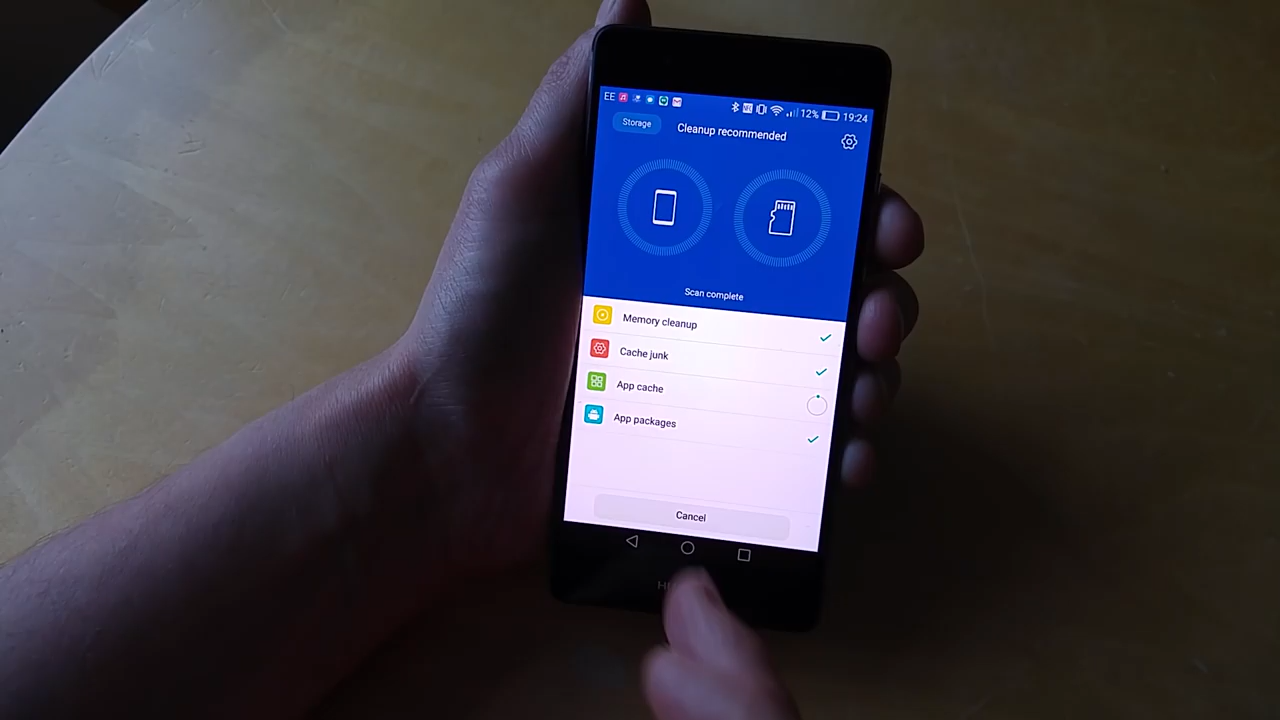 EE 12% 19:24
Storage Cleanup recommended
Scan complete
Memory cleanup
Cache junk
App cache
App packages
Cancel